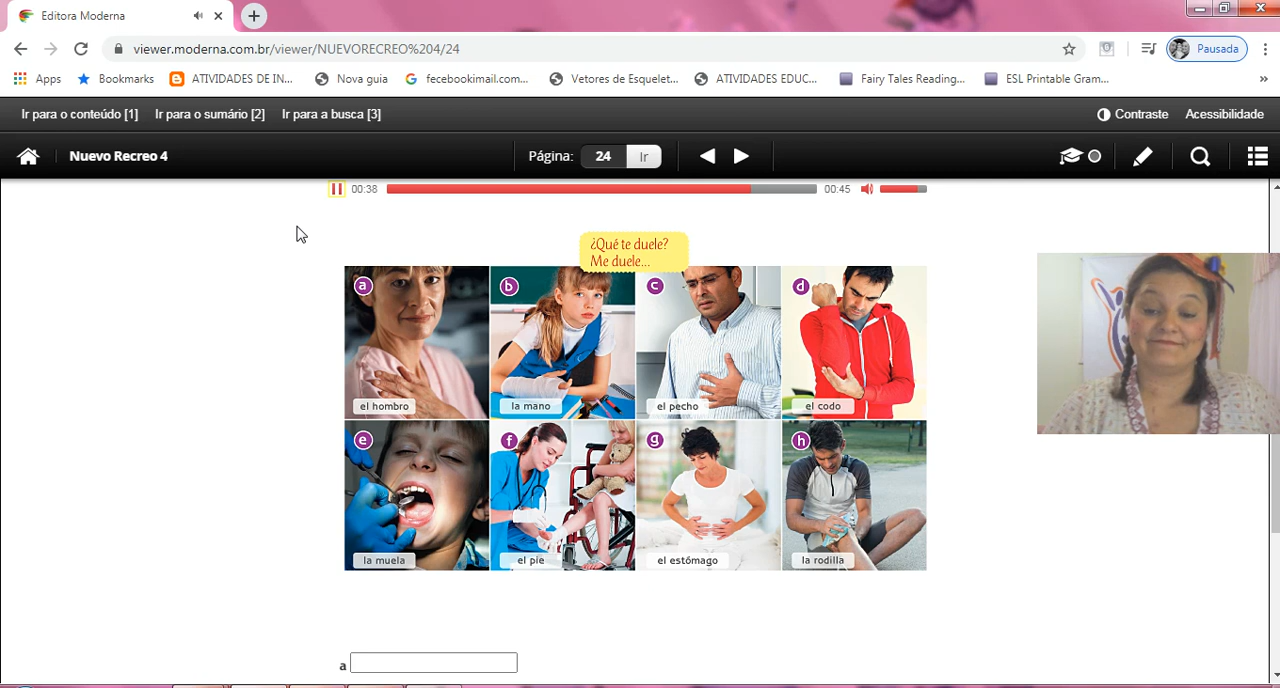 Editora Moderna
viewer.moderna.com.br/viewer/NUEVORECREO%204/24
Pausada
Apps
Bookmarks
ATIVIDADES DE IN...
Nova guia
fecebookimail.com...
Vetores de Esquelet...
ATIVIDADES EDUC...
Fairy Tales Reading...
ESL Printable Gram...
»
Ir para o conteúdo [1]
Ir para o sumário [2]
Ir para a busca [3]
Contraste
Acessibilidade
Nuevo Recreo 4
Página:
24
Ir
00:38
00:45
¿Qué te duele?
Me duele...
a
b
c
d
el hombro
la mano
el pecho
el codo
e
f
g
h
la muela
el pie
el estómago
la rodilla
a